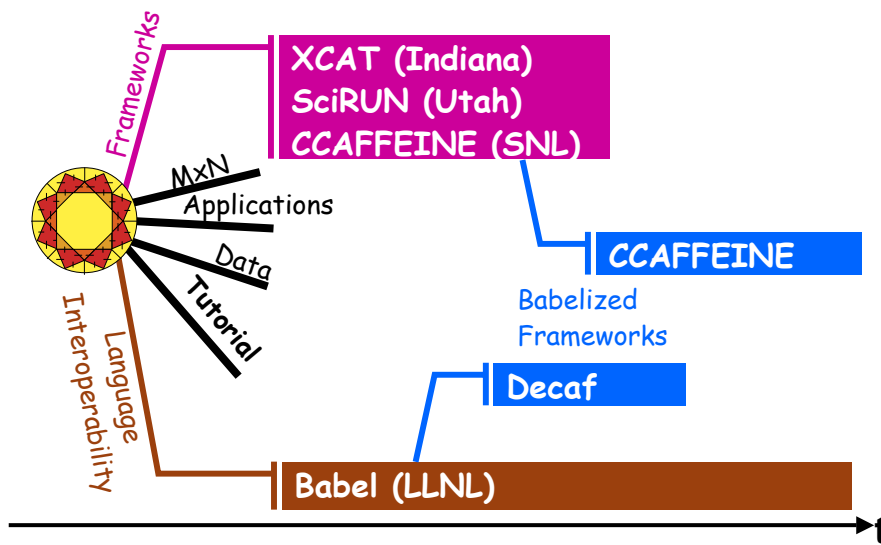 Frameworks
XCAT (Indiana)
SciRUN (Utah)
CCAFFEINE (SNL)
MxN
Applications
Data
Tutorial
CCAFFEINE
Babelized
Frameworks
Decaf
Language
Interoperability
Babel (LLNL)
t